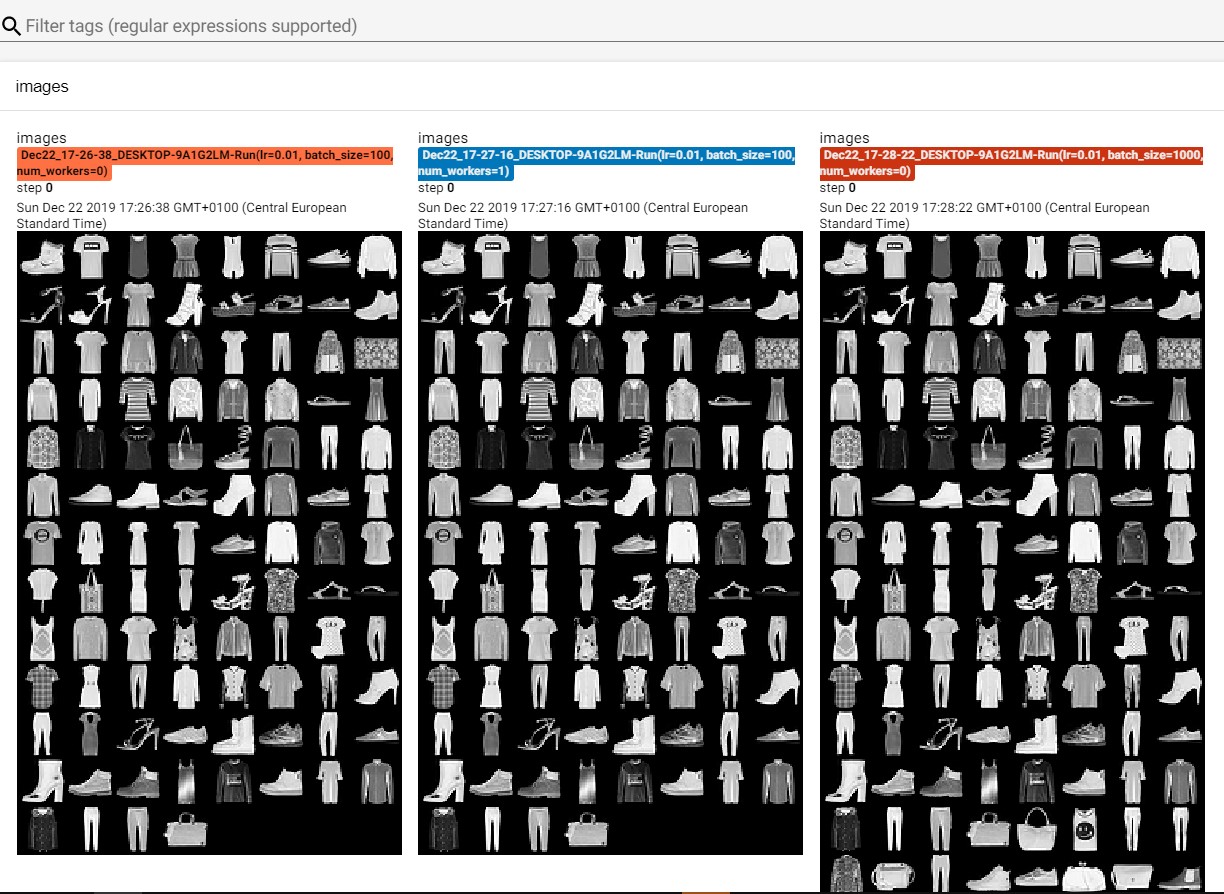 Filter tags (regular expressions supported)
images
images
Dec22_17-26-38_DESKTOP-9A1G2LM-Run(lr=0.01, batch_size=100,
num_workers=0)
step 0
Sun Dec 22 2019 17:26:38 GMT+0100 (Central European
Standard Time)
images
Dec22_17-27-16_DESKTOP-9A1G2LM-Run(lr=0.01, batch_size=100,
num_workers=1)
step 0
Sun Dec 22 2019 17:27:16 GMT+0100 (Central European
Standard Time)
images
Dec22_17-28-22_DESKTOP-9A1G2LM-Run(lr=0.01, batch_size=1000,
num_workers=0)
step 0
Sun Dec 22 2019 17:28:22 GMT+0100 (Central European
Standard Time)